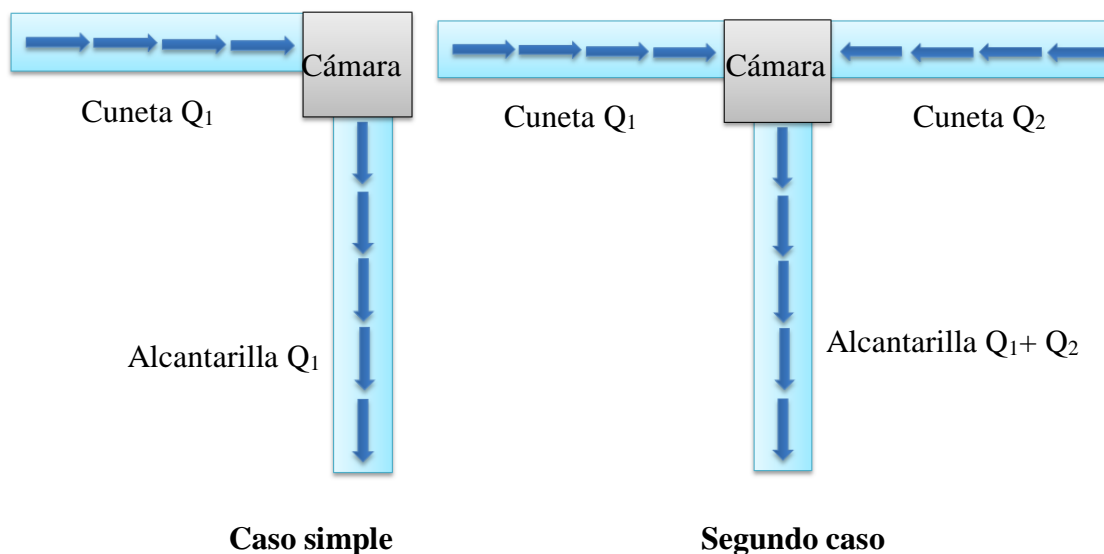 Cámara
Cuneta Q1
Alcantarilla Q1
Caso simple
Cámara
Cuneta Q1
Cuneta Q2
Alcantarilla Q1+ Q2
Segundo caso